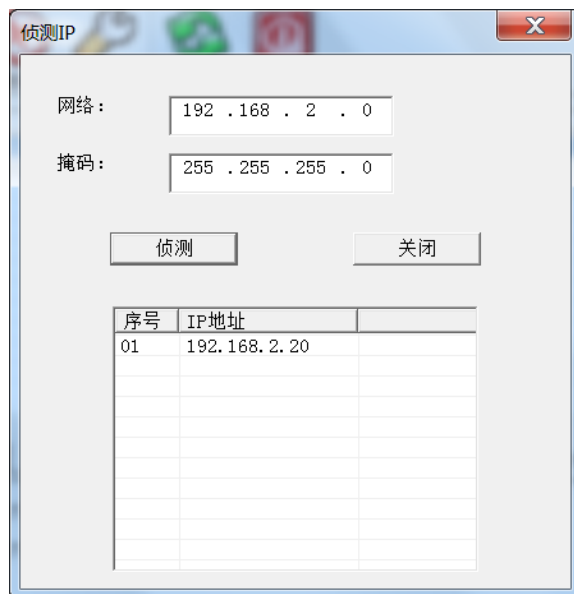 侦测IP
网络： 192 .168 . 2 . 0
掩码： 255 .255 .255 . 0
侦测 关闭
序号 IP地址
01 192.168.2.20